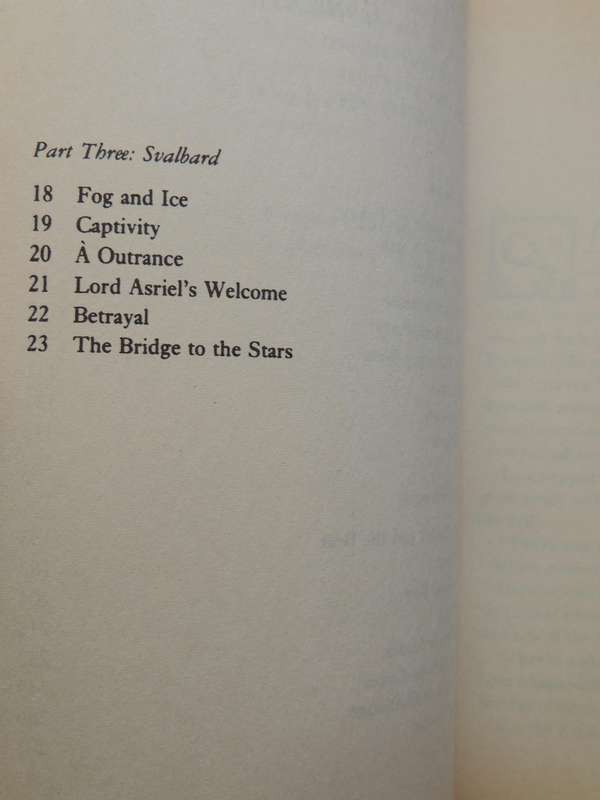 Part Three: Svalbard
18 Fog and Ice
19 Captivity
20 À Outrance
21 Lord Asriel's Welcome
22 Betrayal
23 The Bridge to the Stars